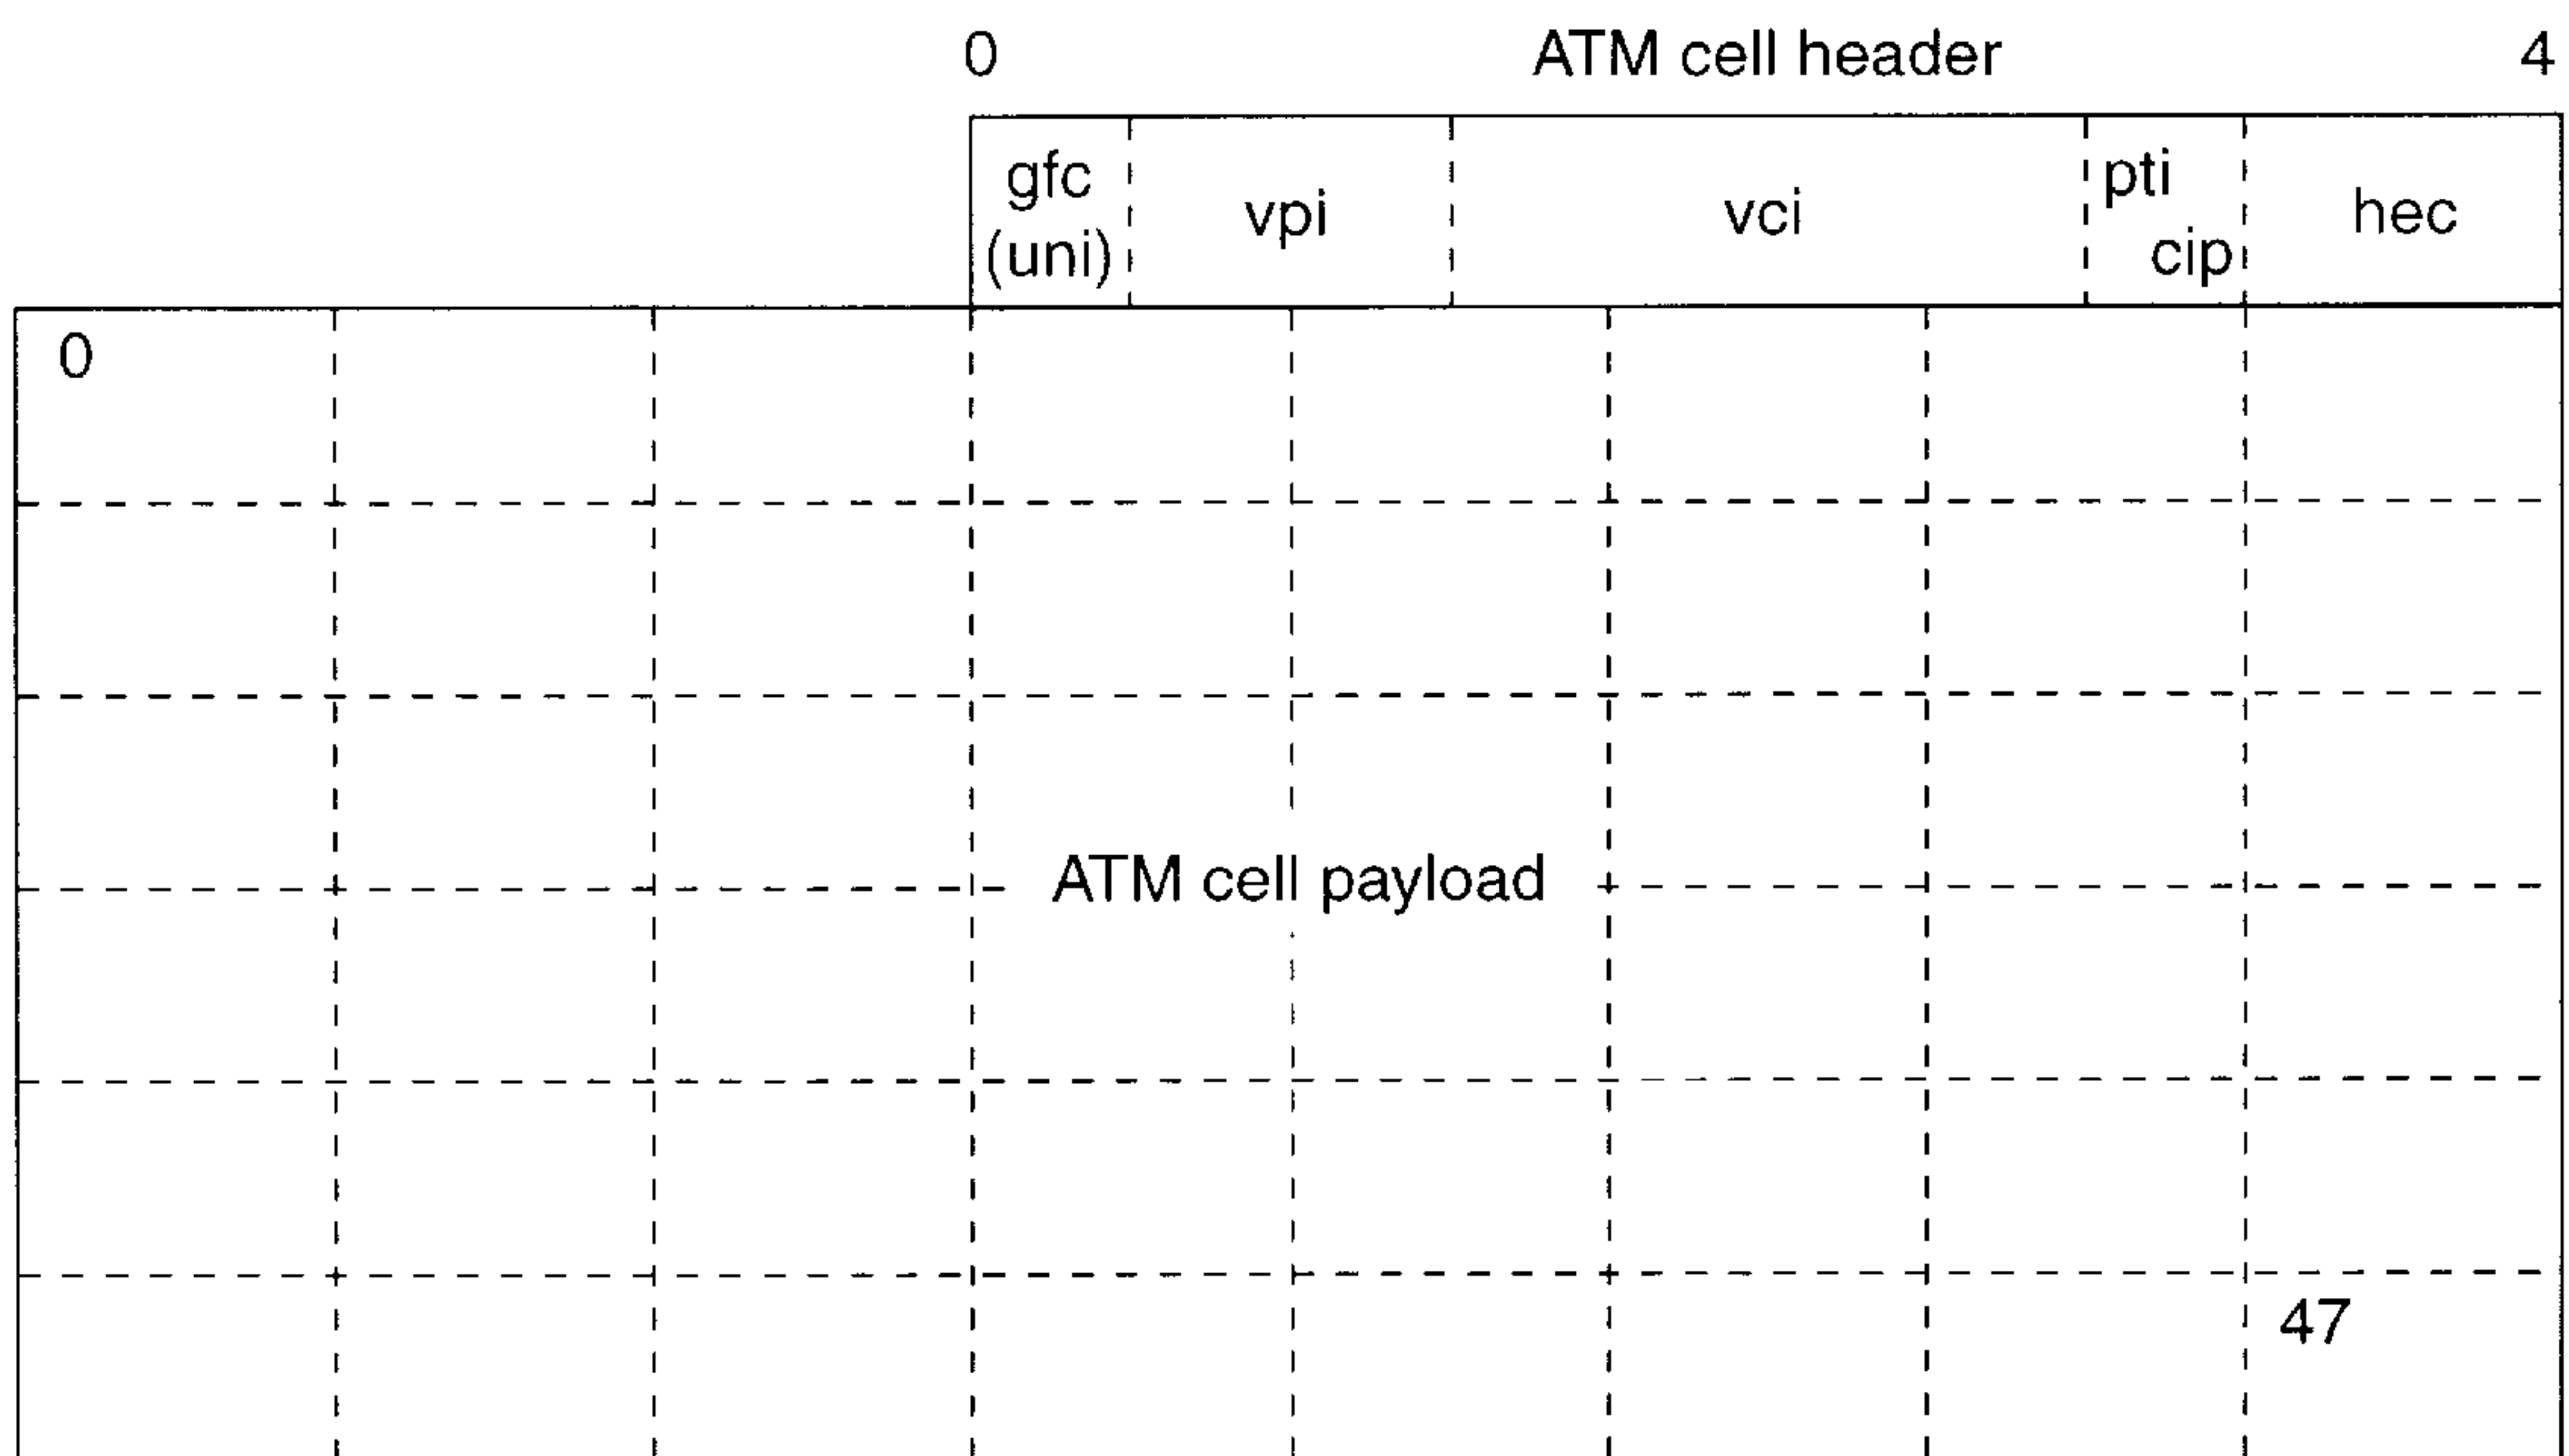 0 ATM cell header 4
gfc
(uni)
vpi
vci
pti
cip
hec
0
ATM cell payload
47